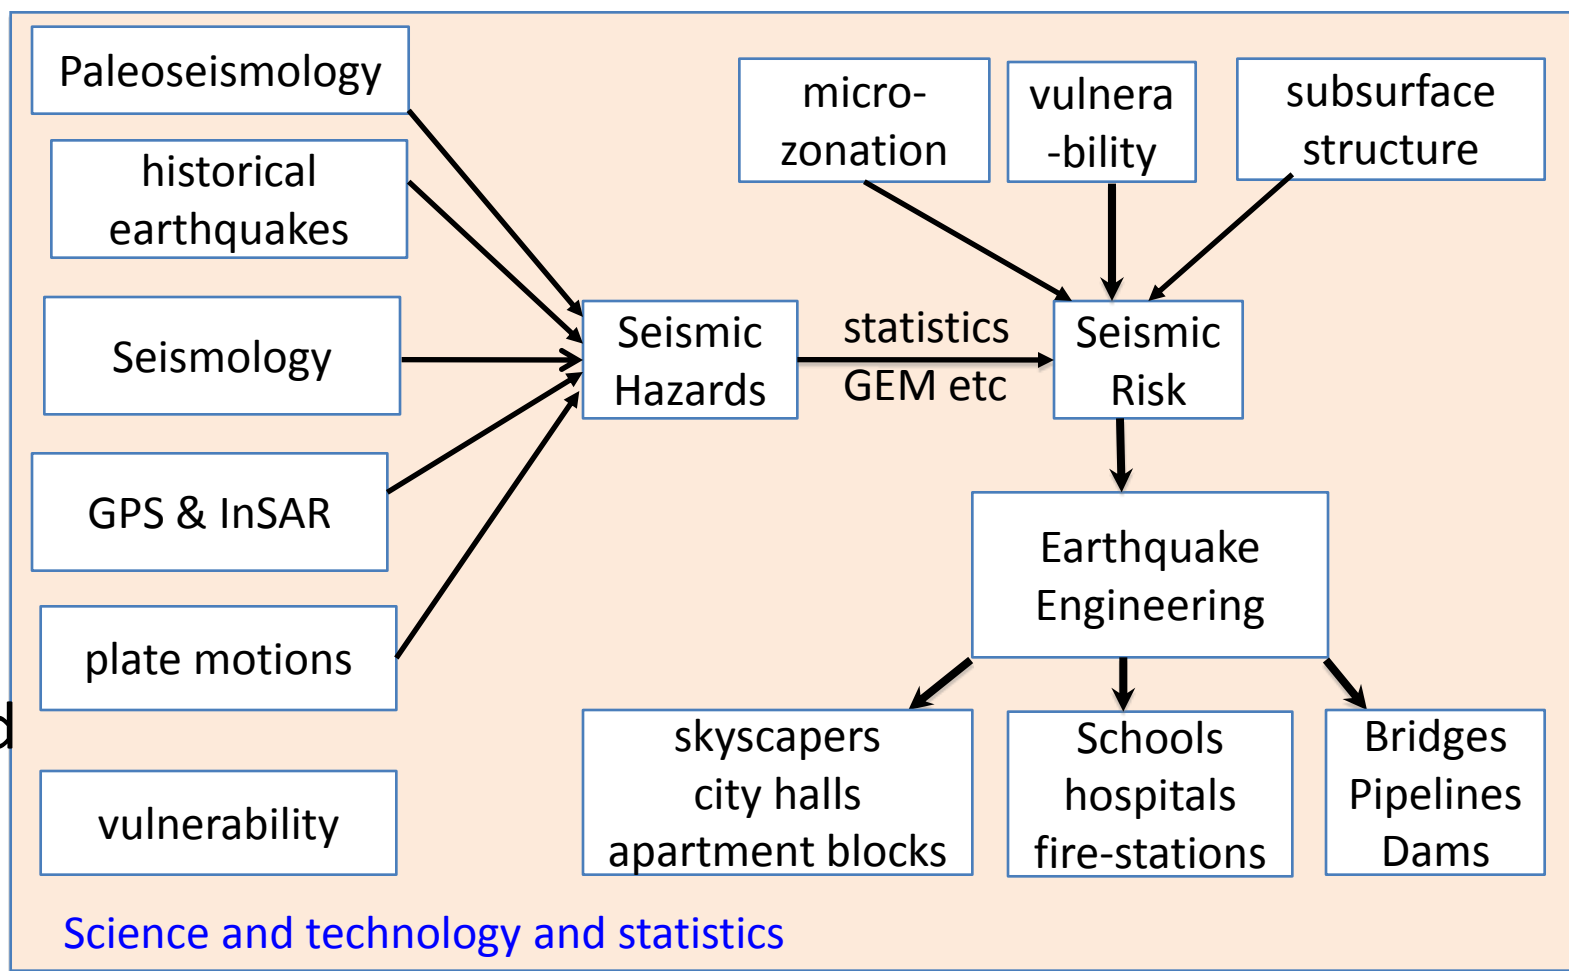 Paleoseismology
historical
earthquakes
Seismology
GPS & InSAR
plate motions
d
vulnerability
micro-
zonation
vulnera
-bility
subsurface
structure
Seismic
Hazards
statistics
GEM etc
Seismic
Risk
Earthquake
Engineering
skyscapers
city halls
apartment blocks
Schools
hospitals
fire-stations
Bridges
Pipelines
Dams
Science and technology and statistics